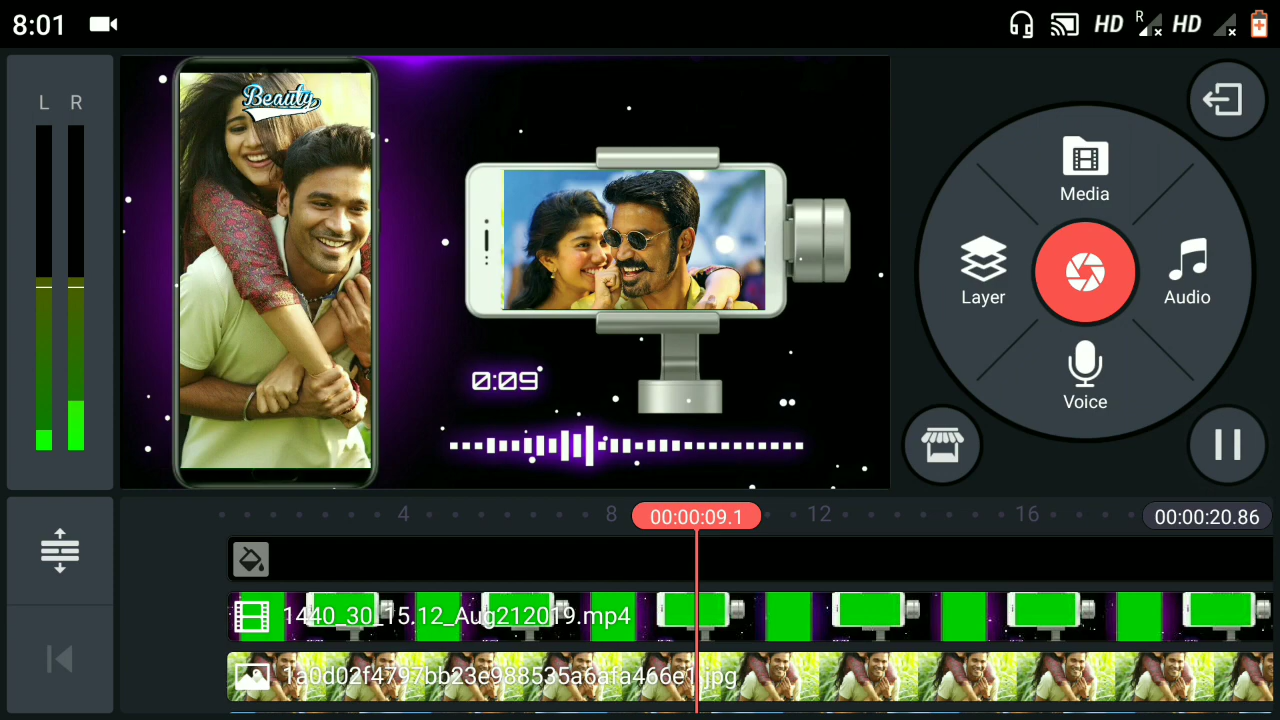 8:01
HD R HD
L R
Beauty
0:09
Media
Layer
Audio
Voice
4 8 00:00:09.1 12 16 00:00:20.86
1440_30_15.12_Aug212019.mp4
1a0d02f4797bb23e988535a6afa466e1.jpg